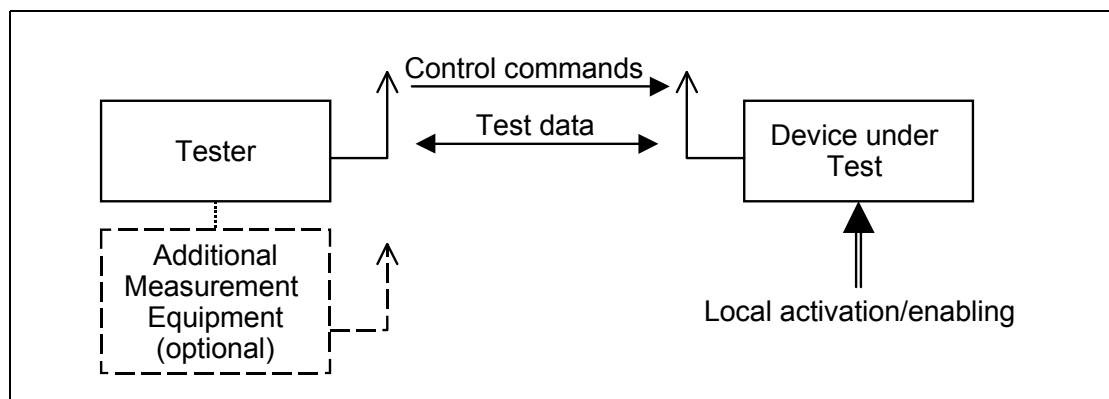 Control commands
Test data
Tester
Device under
Test
Additional
Measurement
Equipment
(optional)
Local activation/enabling